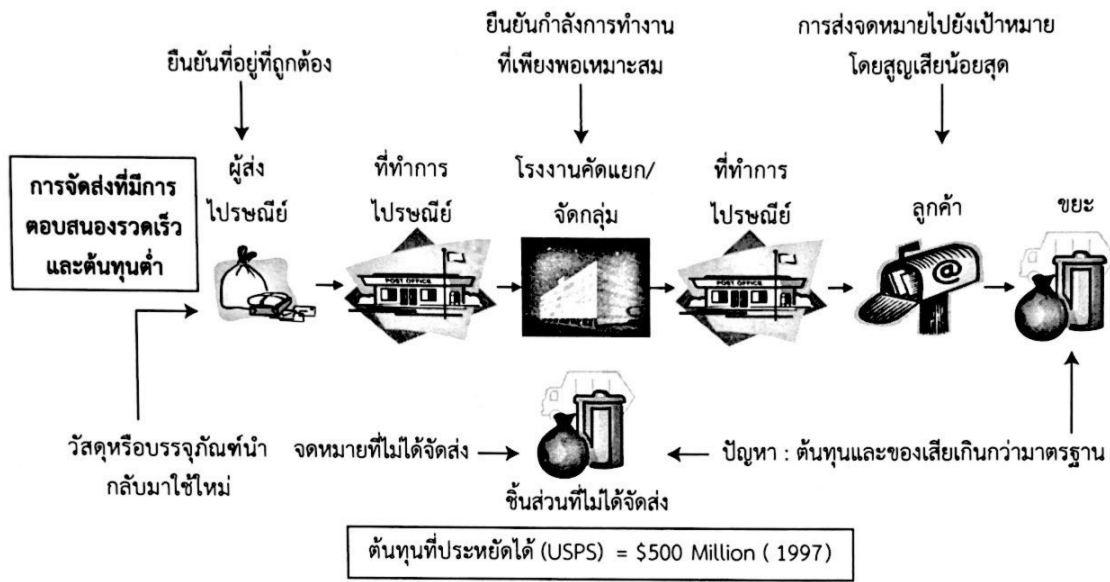 ยืนยันที่อยู่ที่ถูกต้อง
ยืนยันกำลังการทำงาน
ที่เพียงพอเหมาะสม
การส่งจดหมายไปยังเป้าหมาย
โดยสูญเสียน้อยสุด
การจัดส่งที่มีการ
ตอบสนองรวดเร็ว
และต้นทุนต่ำ
ผู้ส่ง
ไปรษณีย์
ที่ทำการ
ไปรษณีย์
โรงงานคัดแยก/
จัดกลุ่ม
ที่ทำการ
ไปรษณีย์
ลูกค้า
ขยะ
POST OFFICE
POST OFFICE
@
วัสดุหรือบรรจุภัณฑ์นำ
กลับมาใช้ใหม่
จดหมายที่ไม่ได้จัดส่ง
ปัญหา : ต้นทุนและของเสียเกินกว่ามาตรฐาน
ชิ้นส่วนที่ไม่ได้จัดส่ง
ต้นทุนที่ประหยัดได้ (USPS) = $500 Million ( 1997)